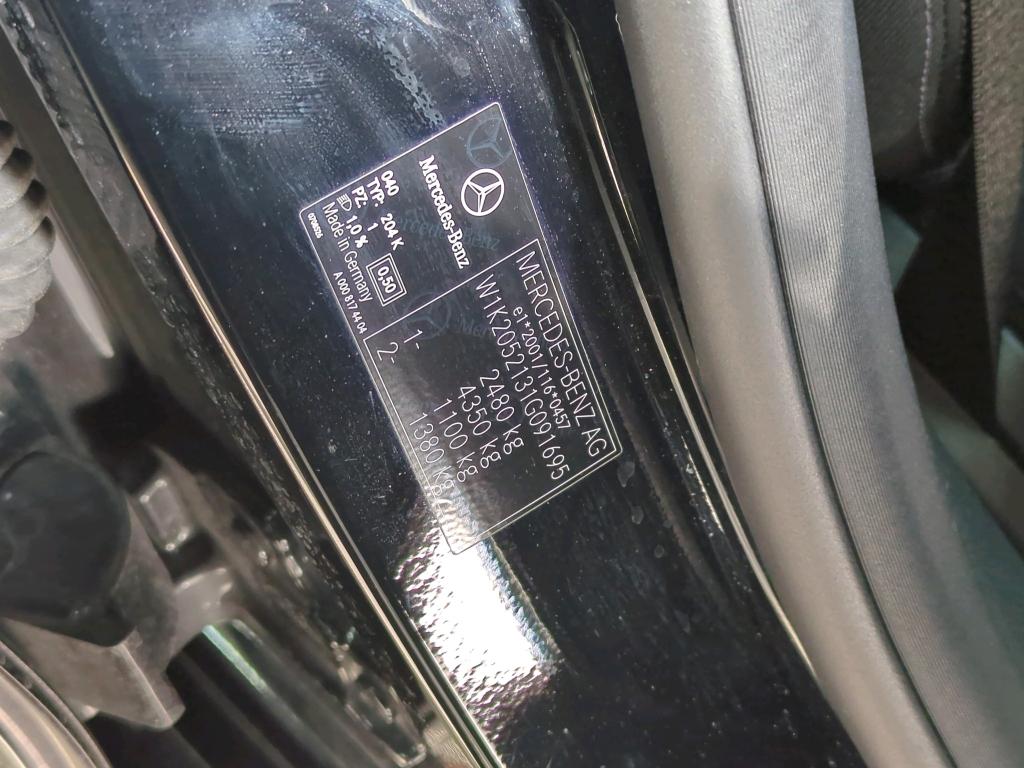 MERCEDES-BENZ AG
W1K2052131G091695
e1*2001/116*0457
2480 kg
4350 kg
1- 1100 kg
2- 1380 kg
Mercedes-Benz
040
TYP- 204 K
PZ- 1
1,0 % 0.50
Made in Germany
A000 817 44 04